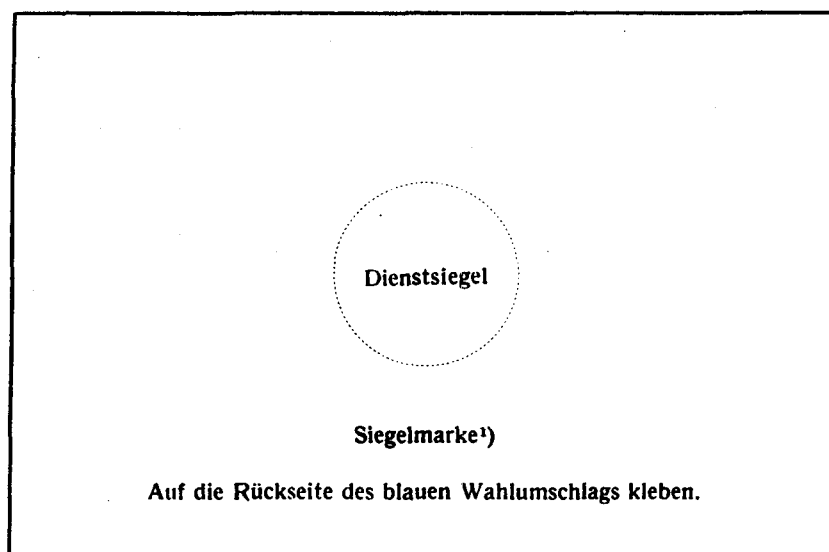 Dienstsiegel
Siegelmarke¹)
Auf die Rückseite des blauen Wahlumschlags kleben.